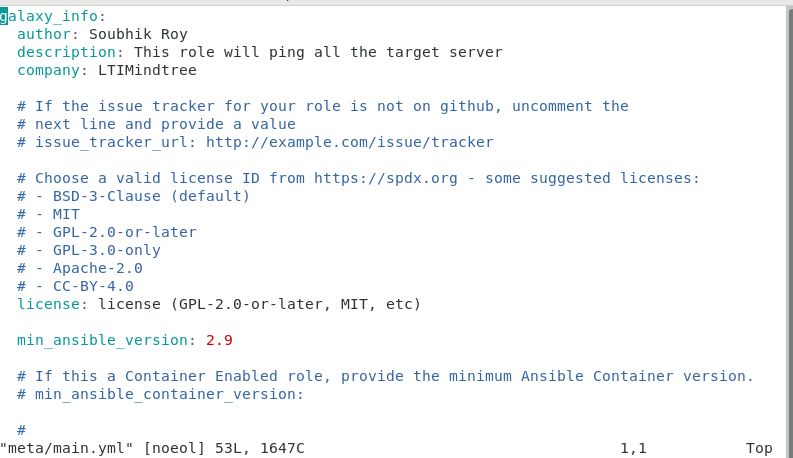 galaxy_info:
  author: Soubhik Roy
  description: This role will ping all the target server
  company: LTIMindtree

  # If the issue tracker for your role is not on github, uncomment the
  # next line and provide a value
  # issue_tracker_url: http://example.com/issue/tracker

  # Choose a valid license ID from https://spdx.org - some suggested licenses:
  # - BSD-3-Clause (default)
  # - MIT
  # - GPL-2.0-or-later
  # - GPL-3.0-only
  # - Apache-2.0
  # - CC-BY-4.0
  license: license (GPL-2.0-or-later, MIT, etc)

  min_ansible_version: 2.9

  # If this a Container Enabled role, provide the minimum Ansible Container version.
  # min_ansible_container_version:

  #
"meta/main.yml" [noeol] 53L, 1647C 1,1 Top